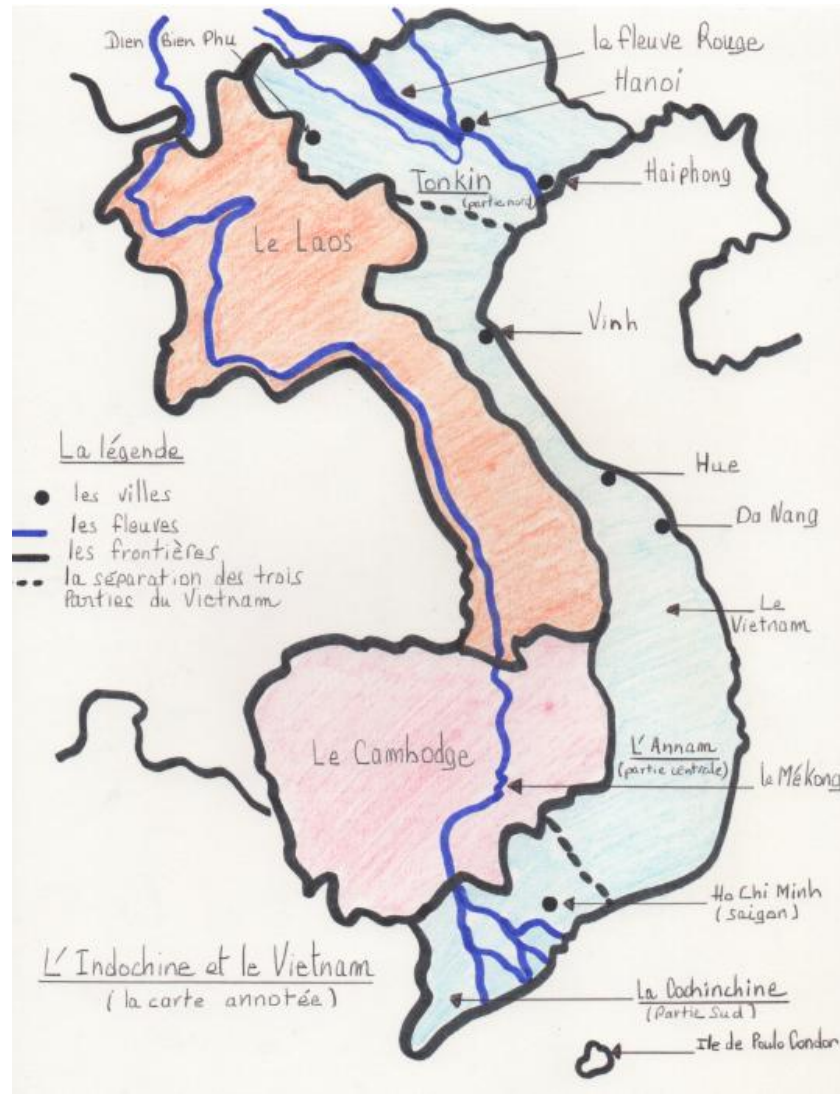 Dien Bien Phu
le fleuve Rouge
Hanoi
Tonkin
(partie nord)
Haiphong
Le Laos
Vinh
La légende
les villes
les fleuves
les frontières
la séparation des trois
Parties du Vietnam
Hue
Da Nang
Le
Vietnam
Le Cambodge
L'Annam
(partie centrale)
le Mékong
Ho Chi Minh
(saigon)
L'Indochine et le Vietnam
(la carte annotée)
La Cochinchine
(Partie Sud)
Ile de Poulo Condor